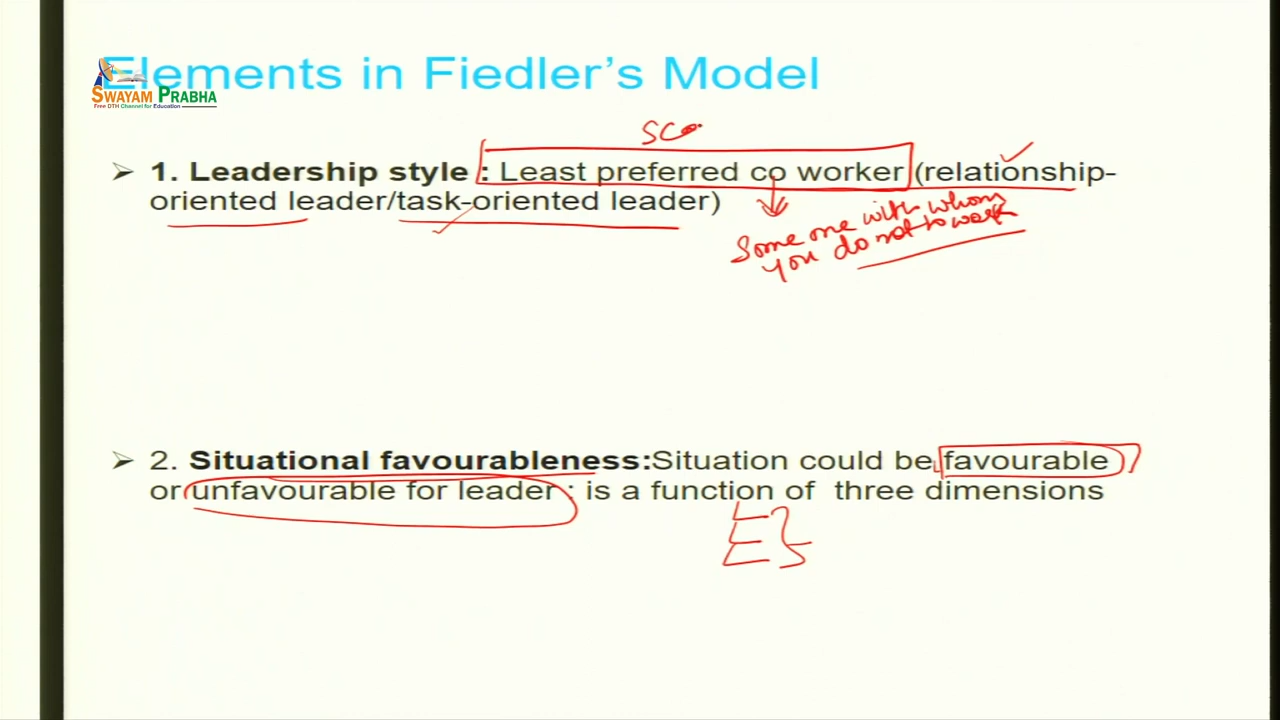 Elements in Fiedler's Model
SWAYAM PRABHA
Free DTH Channel for Education
➢ 1. Leadership style : Least preferred co worker (relationship-
oriented leader/task-oriented leader)
Some one with whom
you do not to work
➢ 2. Situational favourableness:Situation could be favourable
or unfavourable for leader : is a function of three dimensions